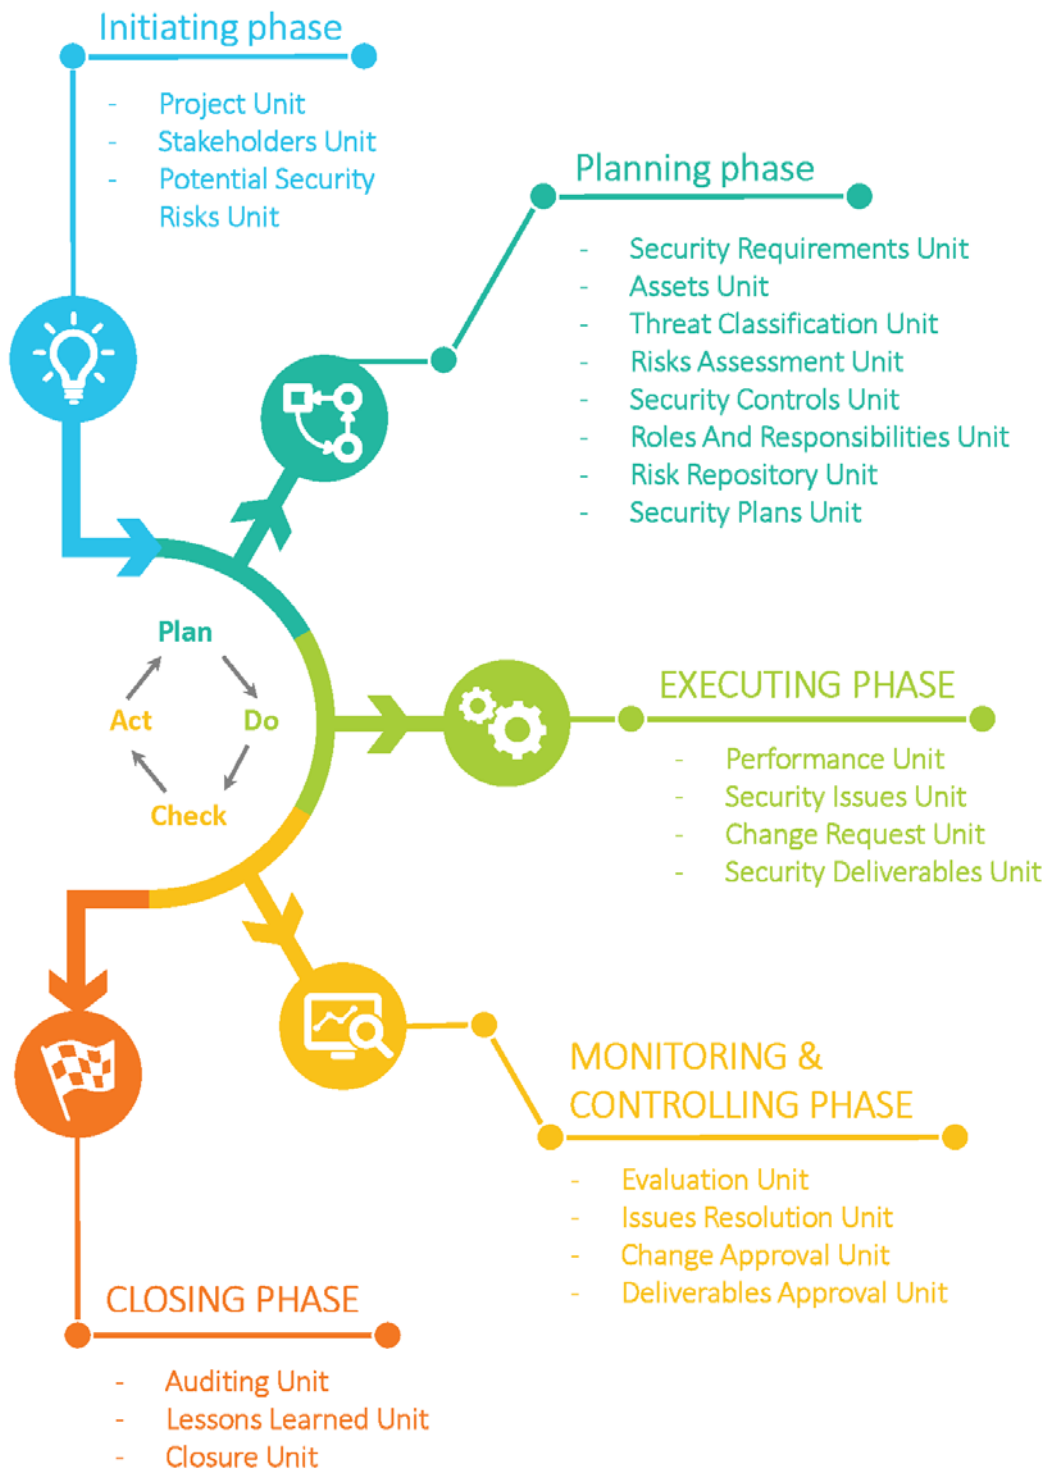 Initiating phase
- Project Unit
- Stakeholders Unit
- Potential Security
Risks Unit
Planning phase
- Security Requirements Unit
- Assets Unit
- Threat Classification Unit
- Risks Assessment Unit
- Security Controls Unit
- Roles And Responsibilities Unit
- Risk Repository Unit
- Security Plans Unit
Plan
Act
Do
Check
EXECUTING PHASE
- Performance Unit
- Security Issues Unit
- Change Request Unit
- Security Deliverables Unit
MONITORING &
CONTROLLING PHASE
- Evaluation Unit
- Issues Resolution Unit
- Change Approval Unit
- Deliverables Approval Unit
CLOSING PHASE
- Auditing Unit
- Lessons Learned Unit
- Closure Unit